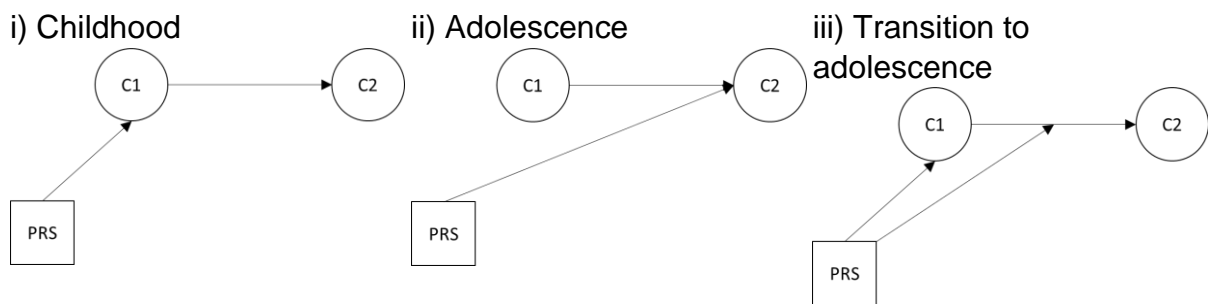 i) Childhood
C1
C2
PRS
ii) Adolescence
C1
C2
PRS
iii) Transition to
adolescence
C1
C2
PRS